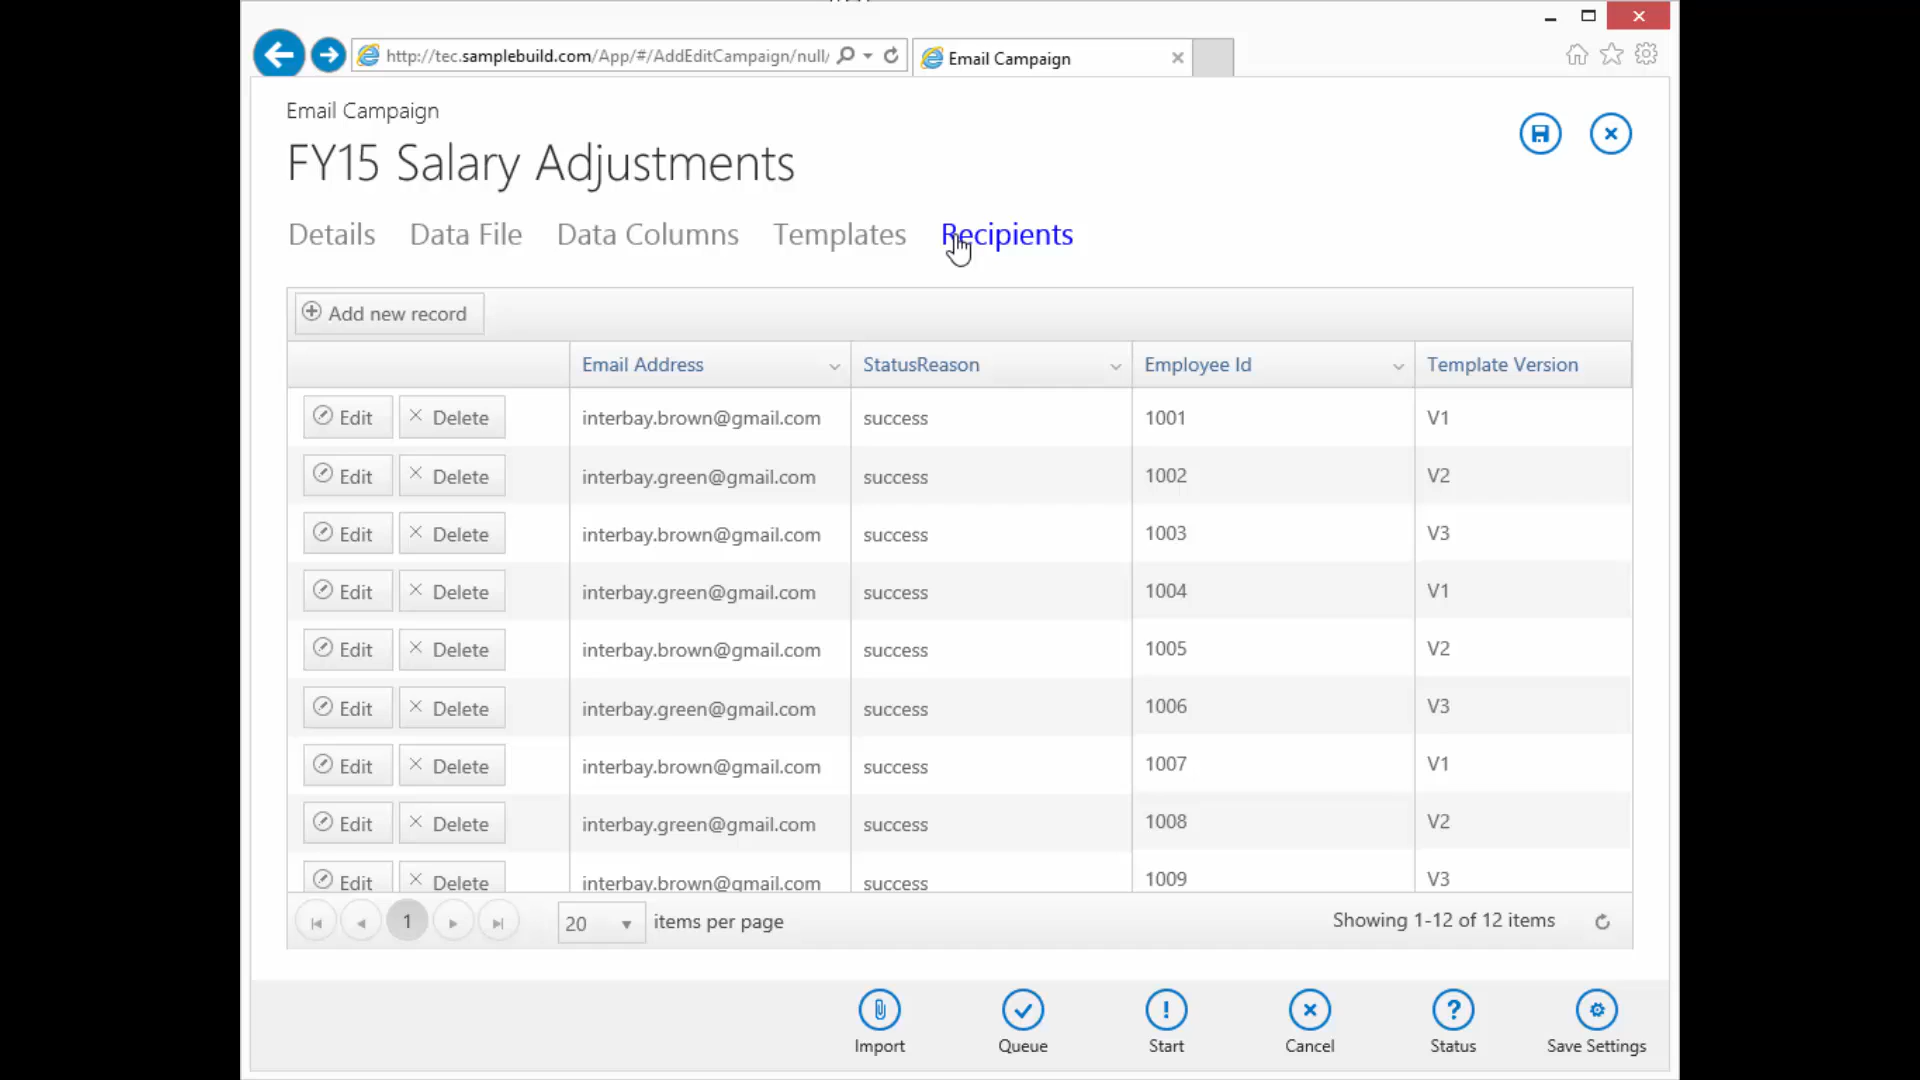 http://tec.samplebuild.com/App/#/AddEditCampaign/null/
Email Campaign
Email Campaign
FY15 Salary Adjustments
Details Data File Data Columns Templates Recipients
Add new record
Email Address StatusReason Employee Id Template Version
Edit Delete interbay.brown@gmail.com success 1001 V1
Edit Delete interbay.green@gmail.com success 1002 V2
Edit Delete interbay.brown@gmail.com success 1003 V3
Edit Delete interbay.green@gmail.com success 1004 V1
Edit Delete interbay.brown@gmail.com success 1005 V2
Edit Delete interbay.green@gmail.com success 1006 V3
Edit Delete interbay.brown@gmail.com success 1007 V1
Edit Delete interbay.green@gmail.com success 1008 V2
Edit Delete interbay.brown@gmail.com success 1009 V3
1 20 items per page Showing 1-12 of 12 items
Import Queue Start Cancel Status Save Settings